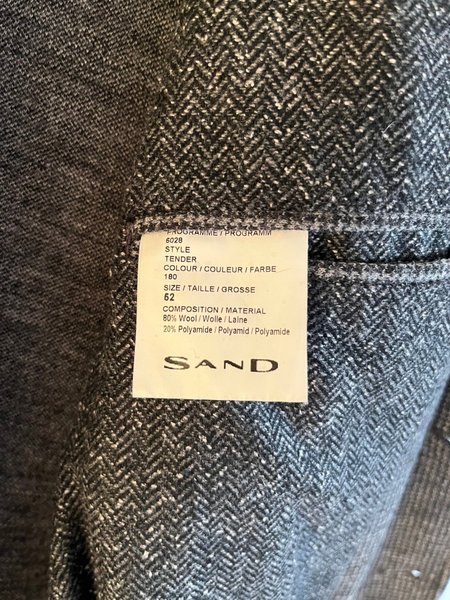 PROGRAMME / PROGRAMM
6028
STYLE
TENDER
COLOUR / COULEUR / FARBE
180
SIZE / TAILLE / GROSSE
52
COMPOSITION / MATERIAL
80% Wool / Wolle / Laine
20% Polyamide / Polyamid / Polyamide
SAND